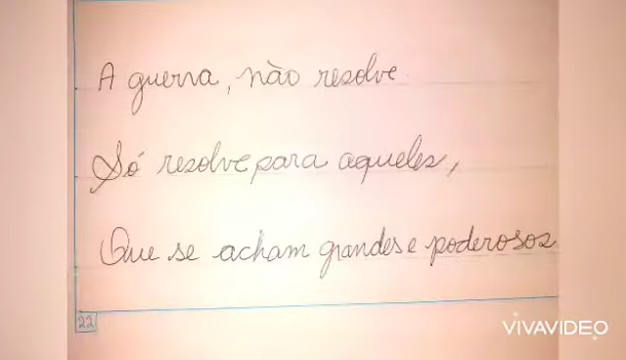 A guerra, não resolve.
Só resolve para aqueles,
Que se acham grandes e poderosos
22
VIVAVIDEO